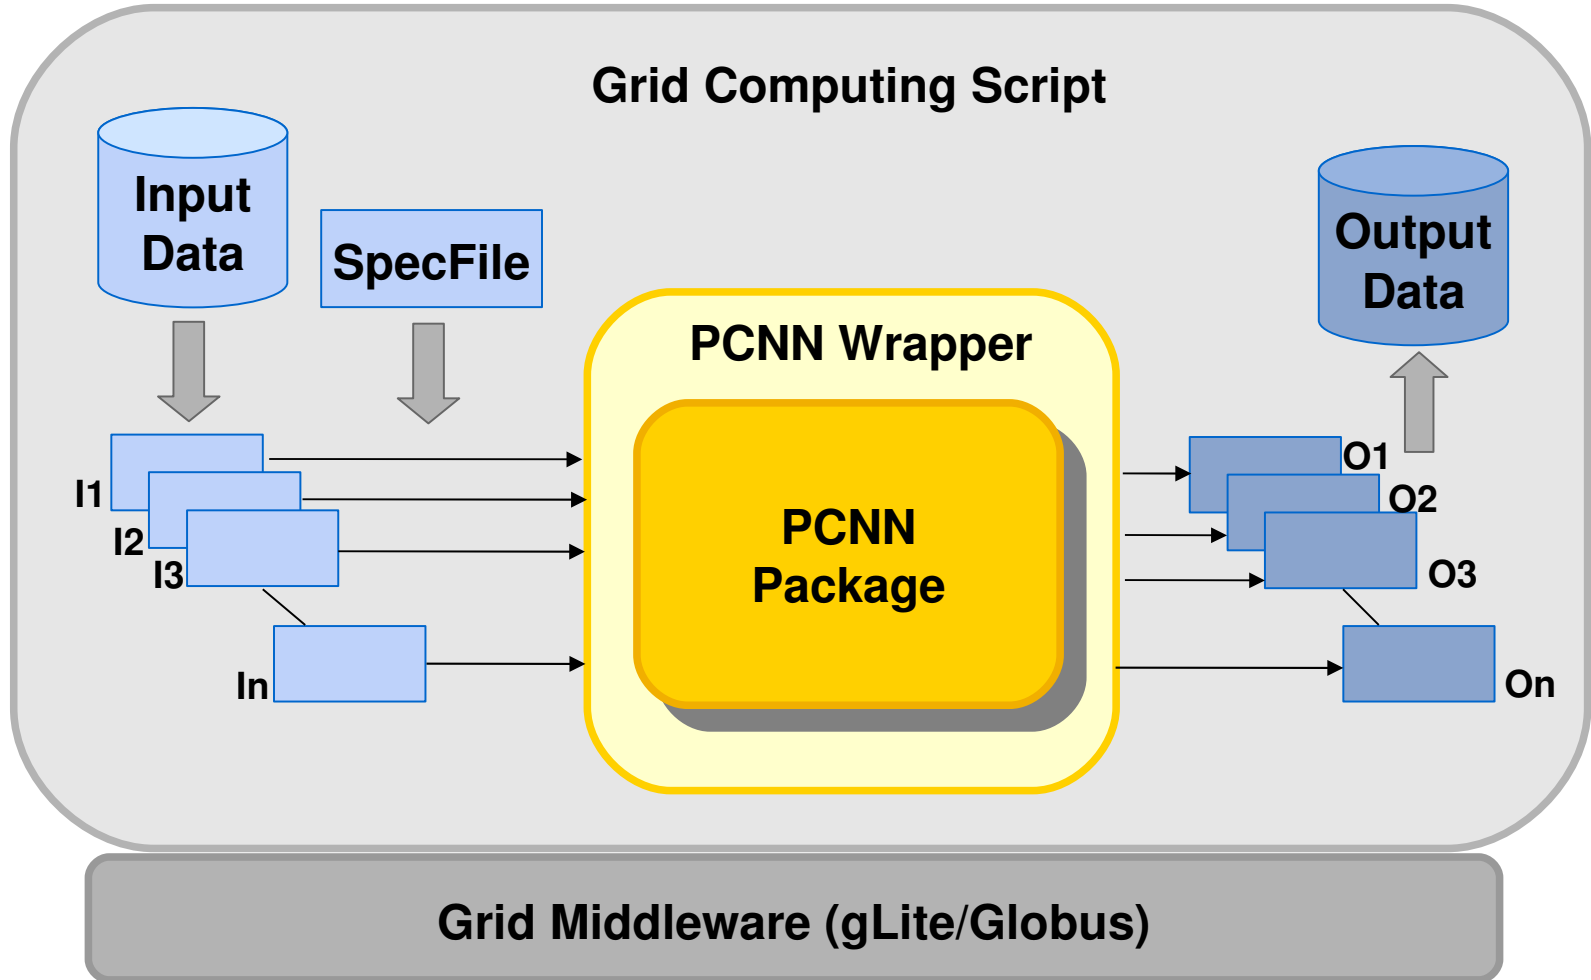 Grid Computing Script
Input
Data
SpecFile
Output
Data
PCNN Wrapper
PCNN
Package
I1
I2
I3
In
O1
O2
O3
On
Grid Middleware (gLite/Globus)